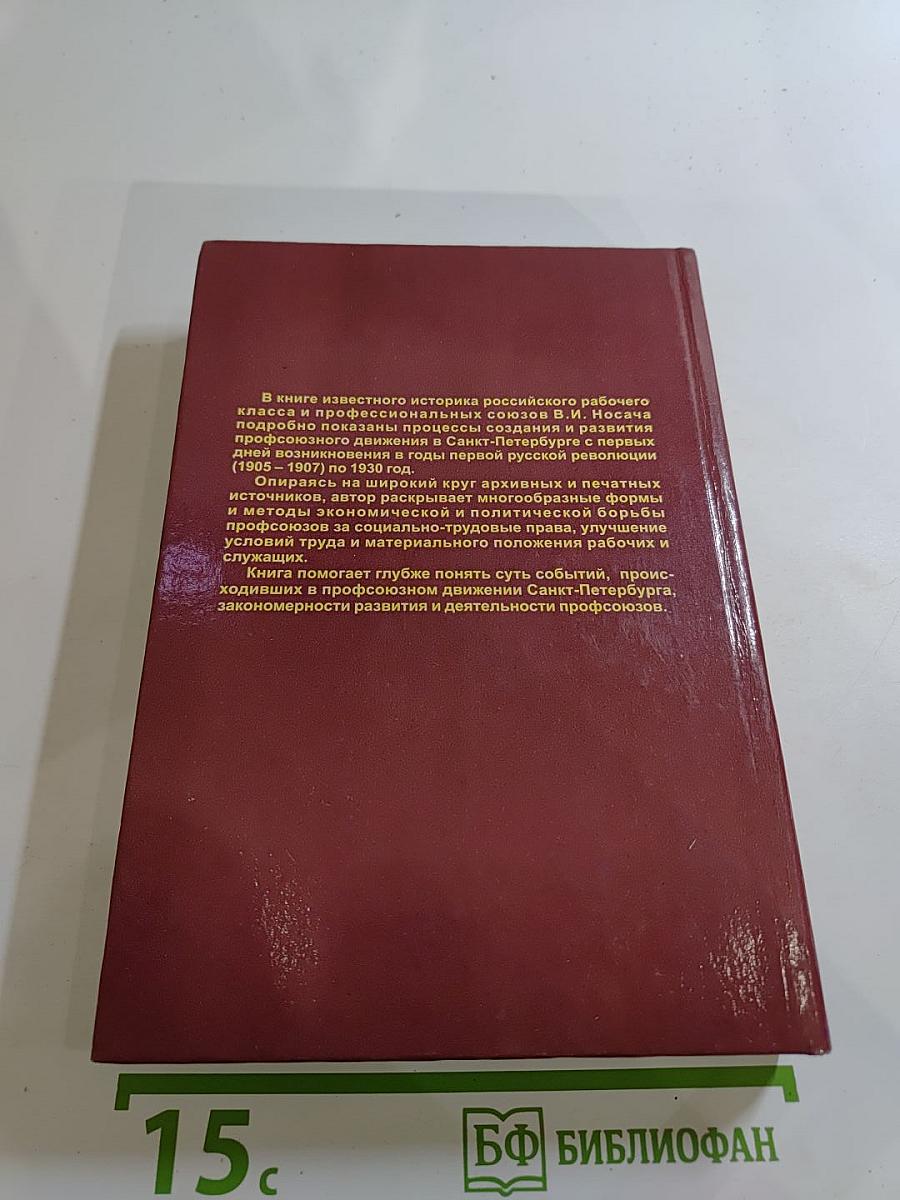 В книге известного историка российского рабочего
класса и профессиональных союзов В.И. Носача
подробно показаны процессы создания и развития
профсоюзного движения в Санкт-Петербурге с первых
дней возникновения в годы первой русской революции
(1905 – 1907) по 1930 год.
Опираясь на широкий круг архивных и печатных
источников, автор раскрывает многообразные формы
и методы экономической и политической борьбы
профсоюзов за социально-трудовые права, улучшение
условий труда и материального положения рабочих и
служащих.
Книга помогает глубже понять суть событий, проис-
ходивших в профсоюзном движении Санкт-Петербурга,
закономерности развития и деятельности профсоюзов.
15 с
БФ БИБЛИОФАН